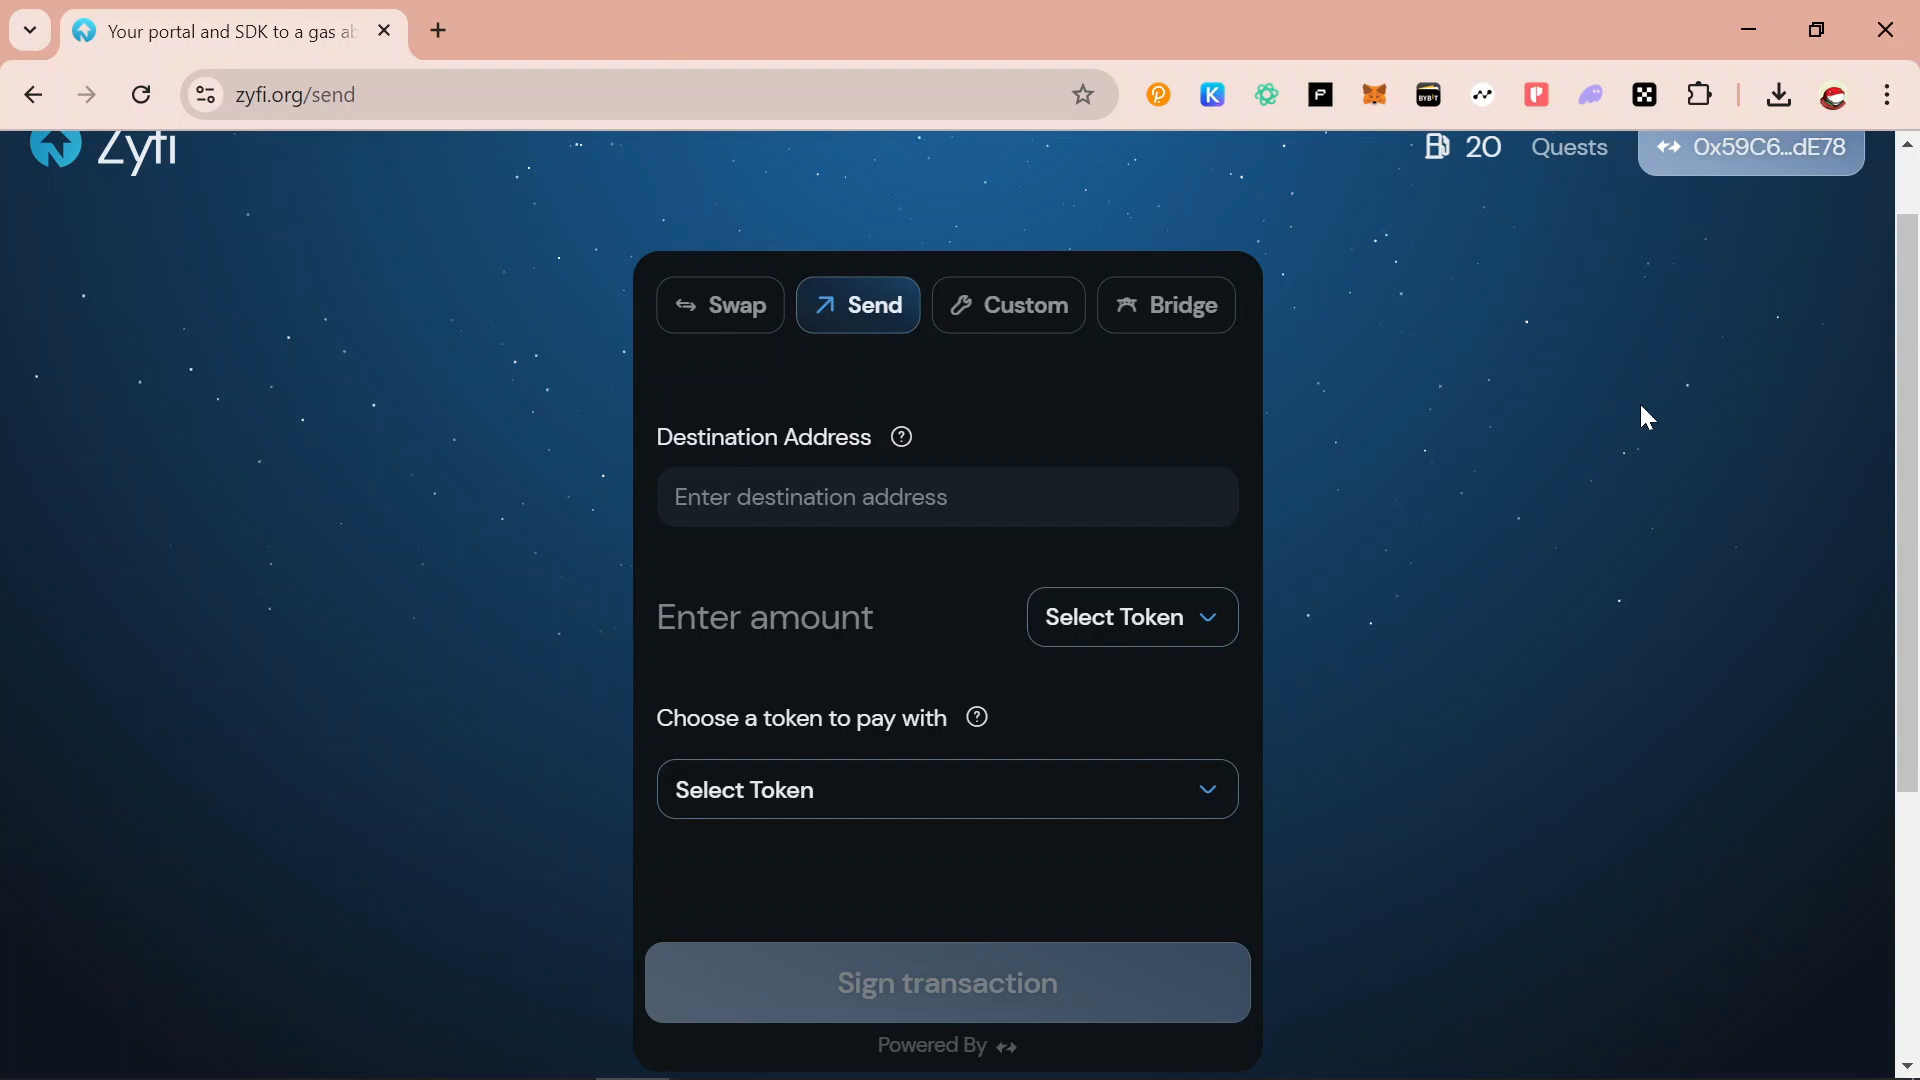 Your portal and SDK to a gas ab
zyfi.org/send
BYBIT
Zyfi
20
Quests
0x59C6...dE78
Swap
Send
Custom
Bridge
Destination Address
Enter destination address
Enter amount
Select Token
Choose a token to pay with
Select Token
Sign transaction
Powered By